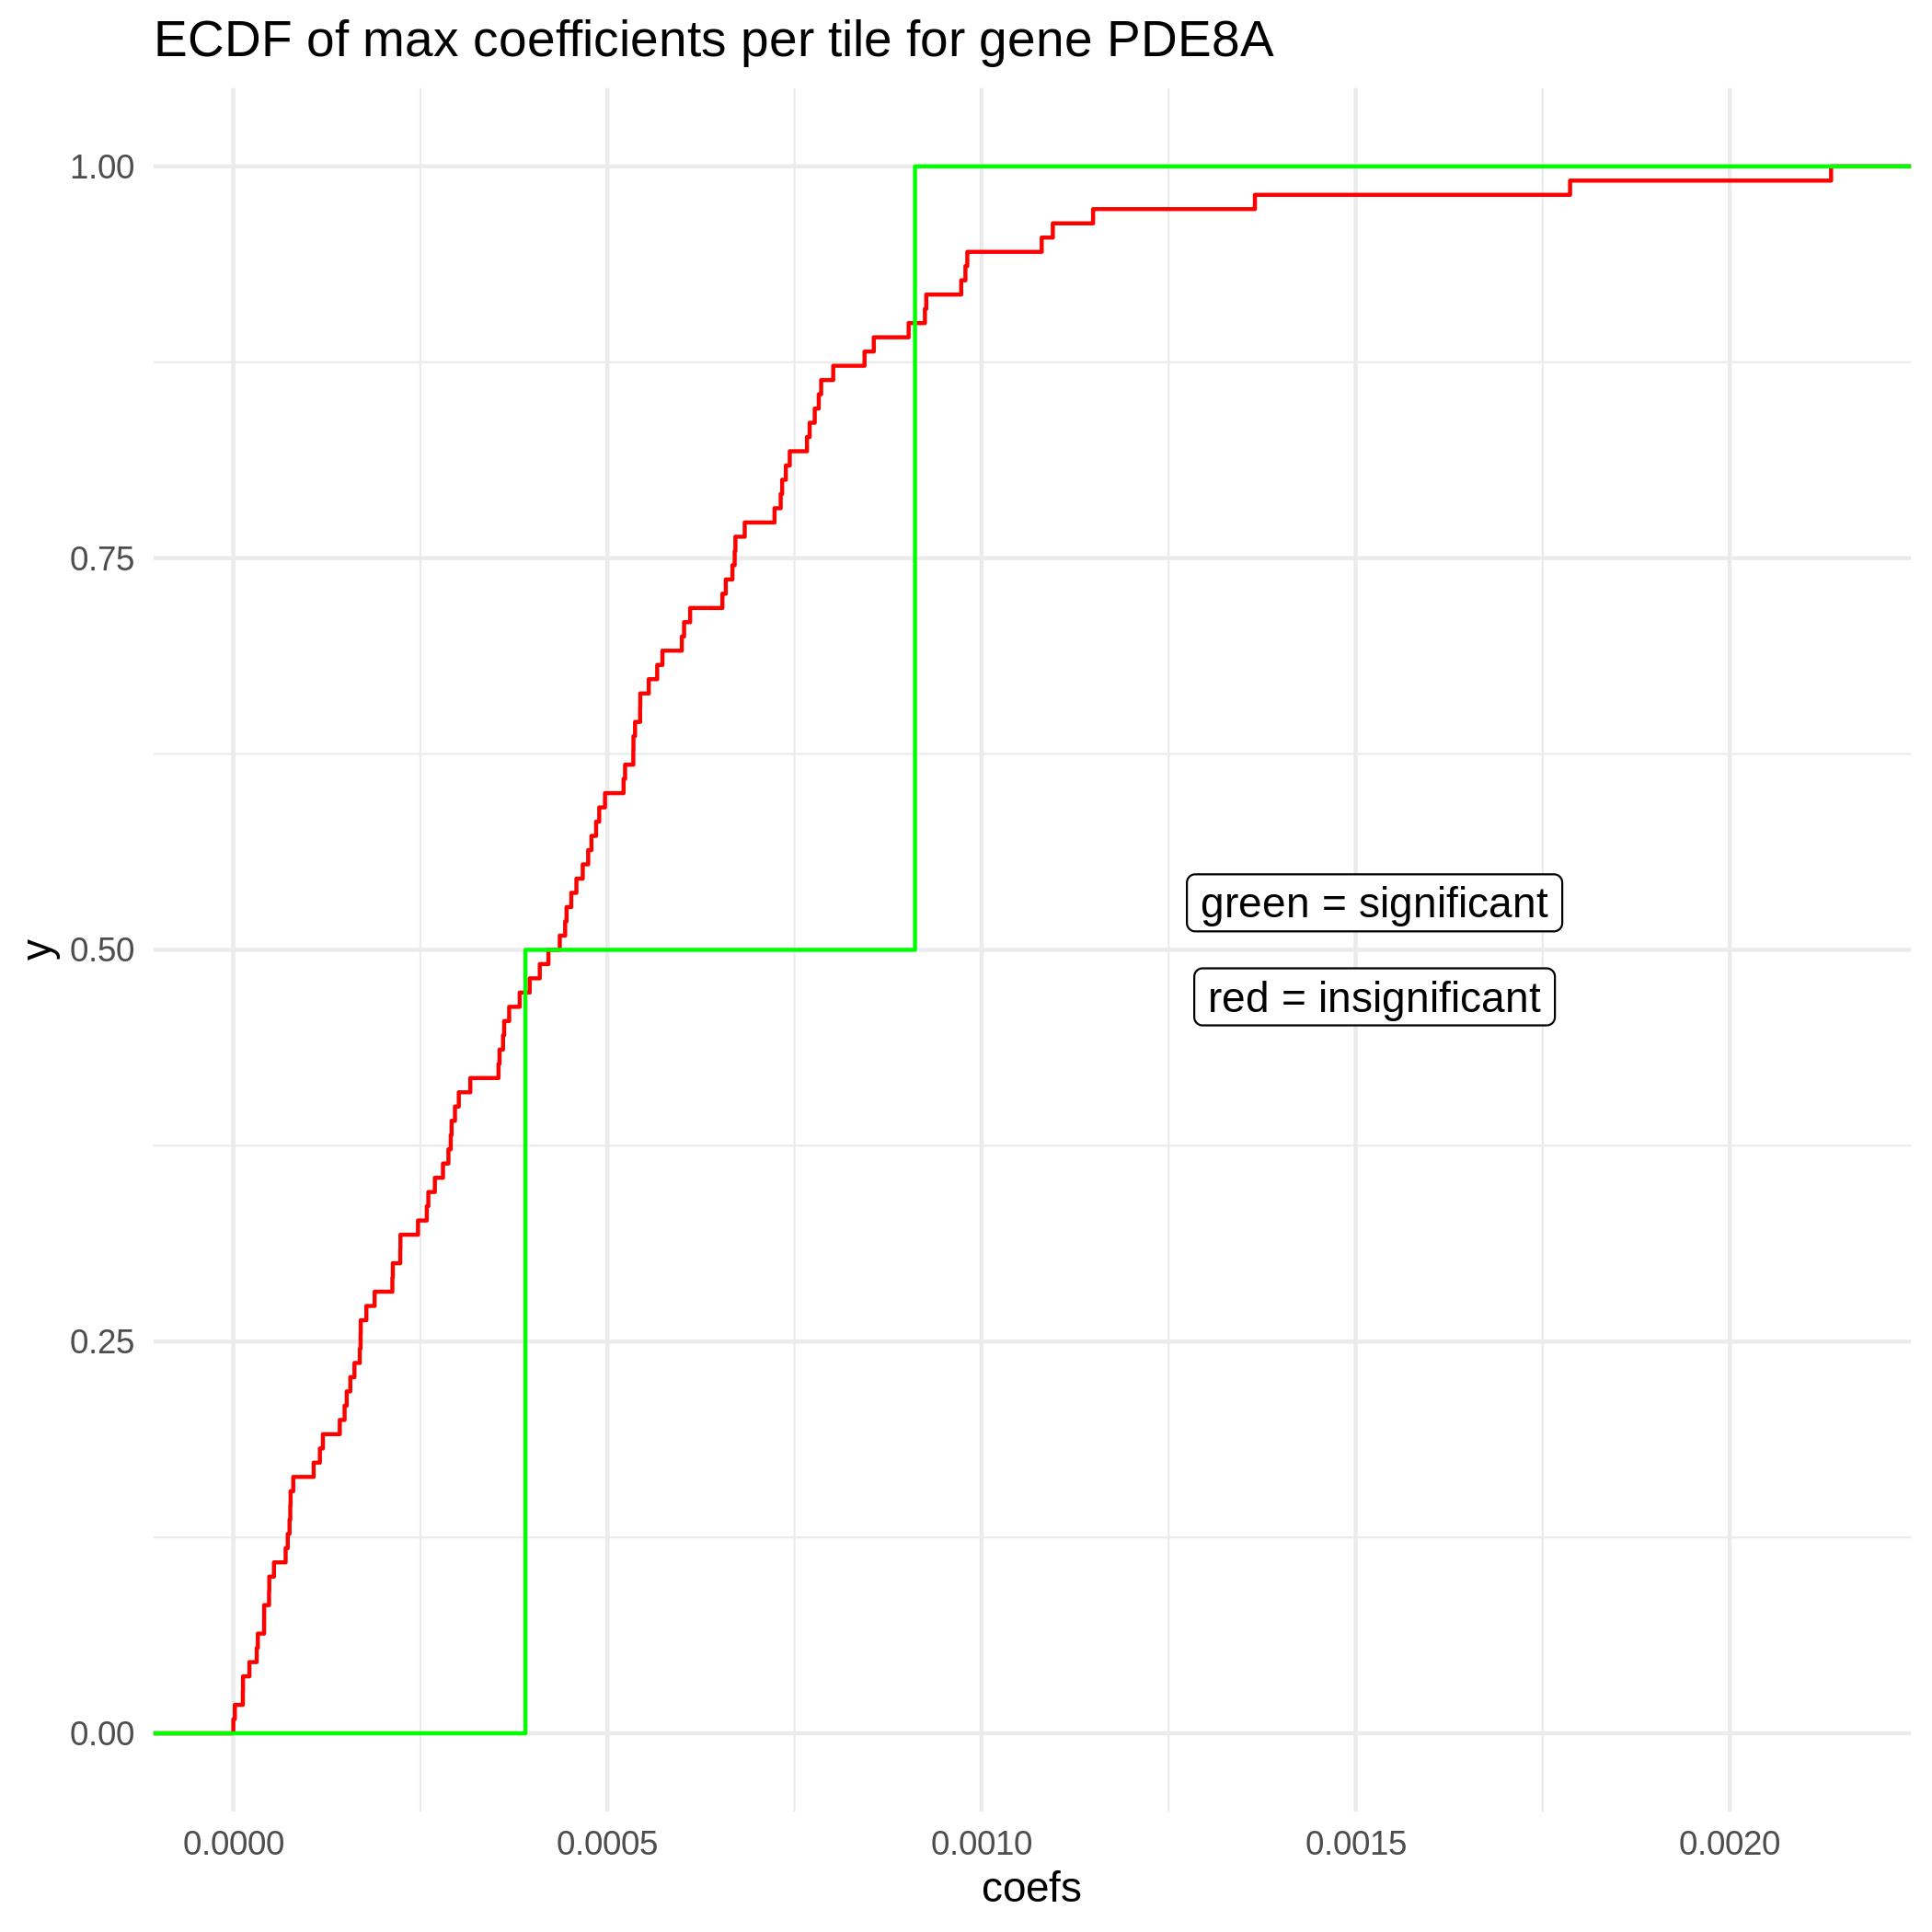 ECDF of max coefficients per tile for gene PDE8A
1.00
0.75
green = significant
y
0.50
red = insignificant
0.25
0.00
0.0000 0.0005 0.0010 0.0015 0.0020
coefs